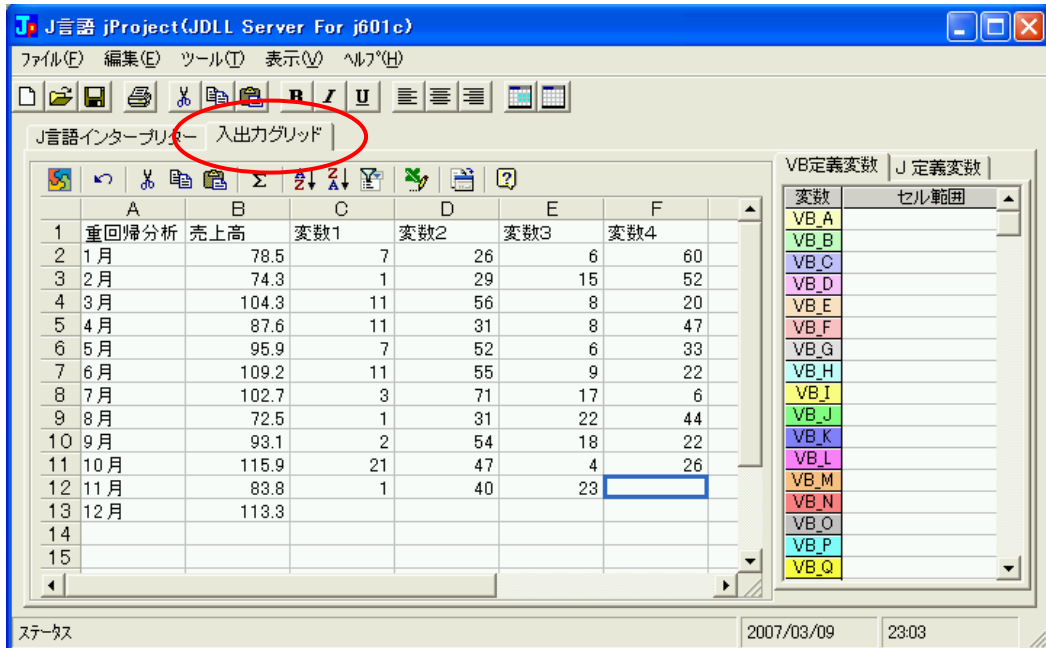 J言語 jProject(JDLL Server For j601c)
ファイル(F) 編集(E) ツール(T) 表示(V) ヘルプ(H)
B I U
J言語インタープリター 入出力グリッド
VB定義変数 J 定義変数
Σ A Z Z A ?
変数 セル範囲
A B C D E F
1 重回帰分析 売上高 変数1 変数2 変数3 変数4
2 1月 78.5 7 26 6 60
3 2月 74.3 1 29 15 52
4 3月 104.3 11 56 8 20
5 4月 87.6 11 31 8 47
6 5月 95.9 7 52 6 33
7 6月 109.2 11 55 9 22
8 7月 102.7 3 71 17 6
9 8月 72.5 1 31 22 44
10 9月 93.1 2 54 18 22
11 10月 115.9 21 47 4 26
12 11月 83.8 1 40 23
13 12月 113.3
14
15
VB_A
VB_B
VB_C
VB_D
VB_E
VB_F
VB_G
VB_H
VB_I
VB_J
VB_K
VB_L
VB_M
VB_N
VB_O
VB_P
VB_Q
ステータス 2007/03/09 23:03